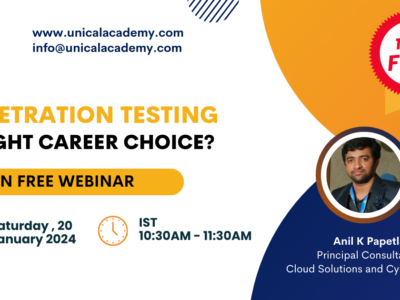 www.unicalacademy.com
info@unicalacademy.com
ETRATION TESTING
GHT CAREER CHOICE?
N FREE WEBINAR
aturday , 20
anuary 2024
IST
10:30AM - 11:30AM
F
Anil K Papetl
Principal Consulta
Cloud Solutions and Cy